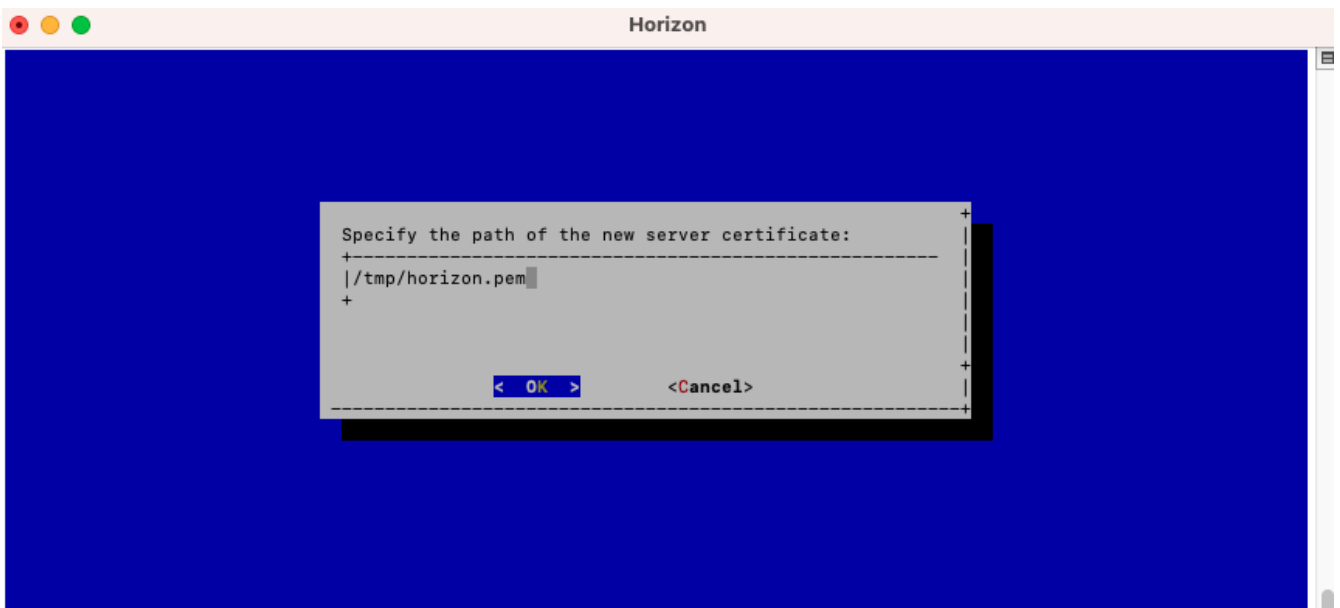 Horizon
Specify the path of the new server certificate:
/tmp/horizon.pem
< OK > <Cancel>